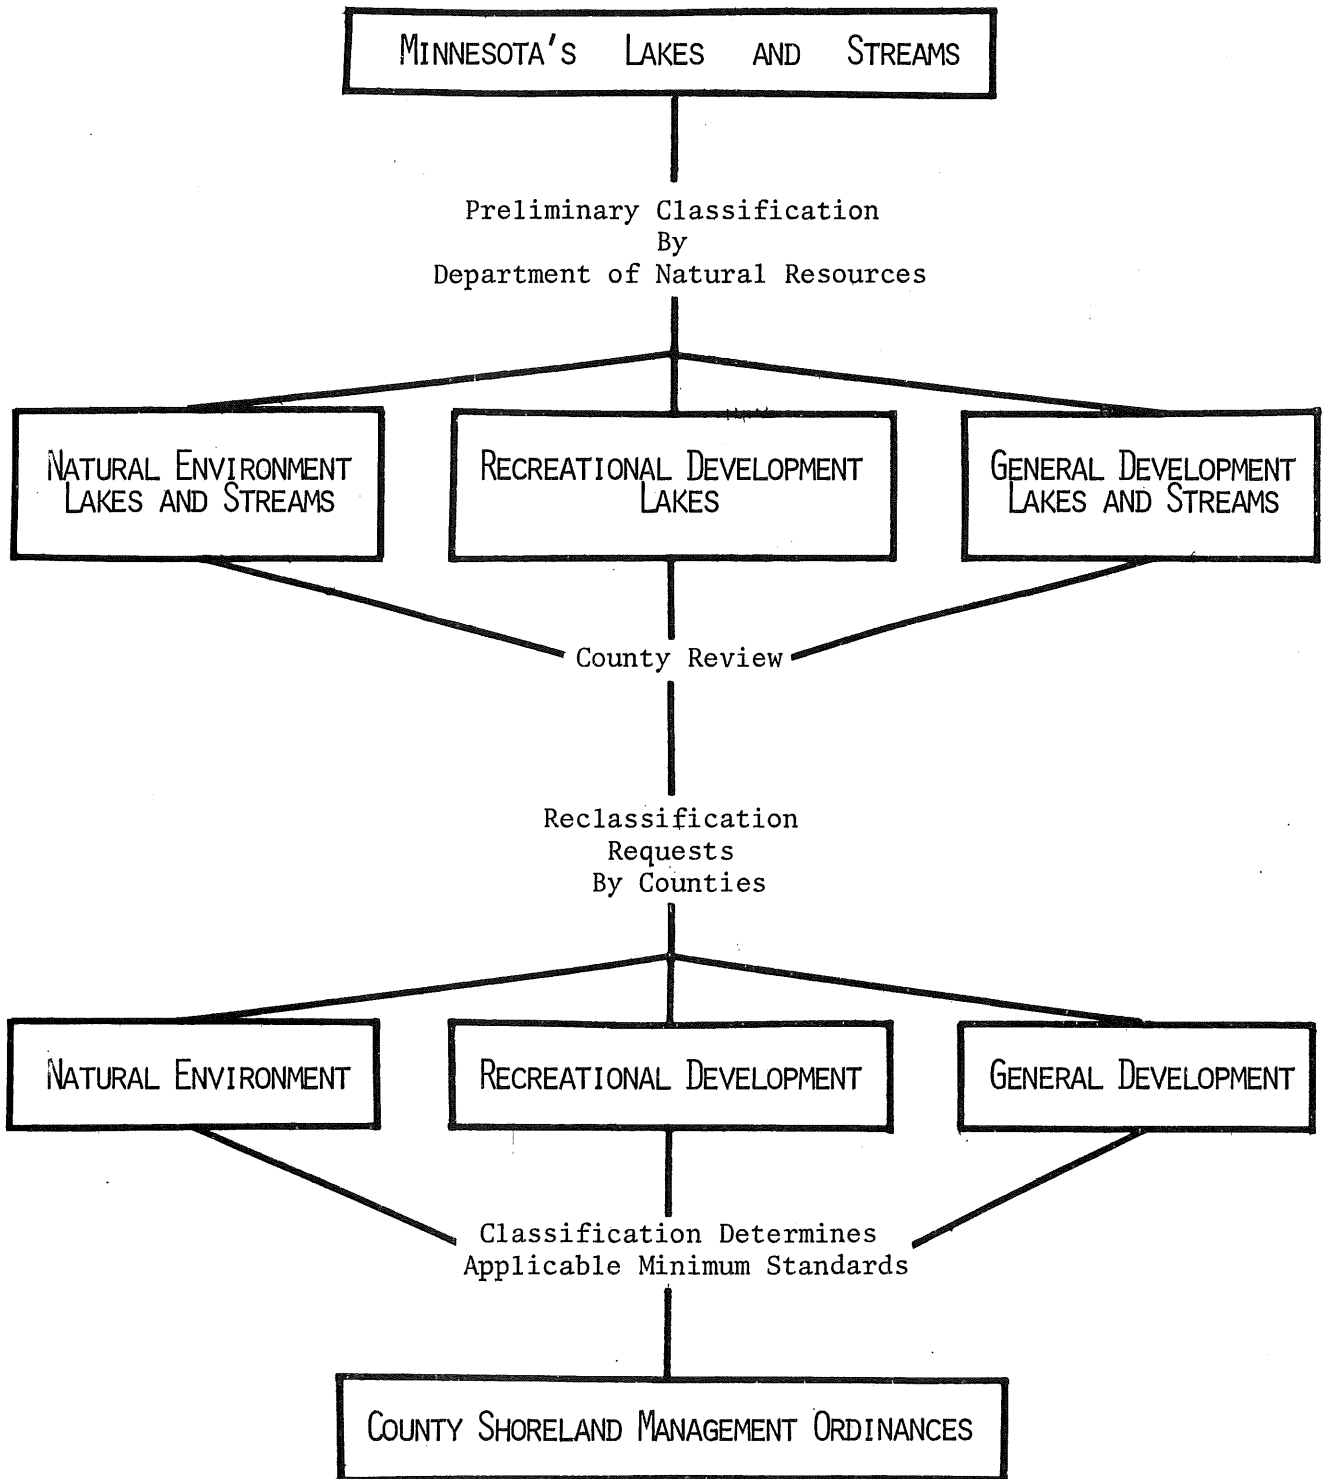 MINNESOTA'S LAKES AND STREAMS
Preliminary Classification
By
Department of Natural Resources
NATURAL ENVIRONMENT
LAKES AND STREAMS
RECREATIONAL DEVELOPMENT
LAKES
GENERAL DEVELOPMENT
LAKES AND STREAMS
County Review
Reclassification
Requests
By Counties
NATURAL ENVIRONMENT
RECREATIONAL DEVELOPMENT
GENERAL DEVELOPMENT
Classification Determines
Applicable Minimum Standards
COUNTY SHORELAND MANAGEMENT ORDINANCES